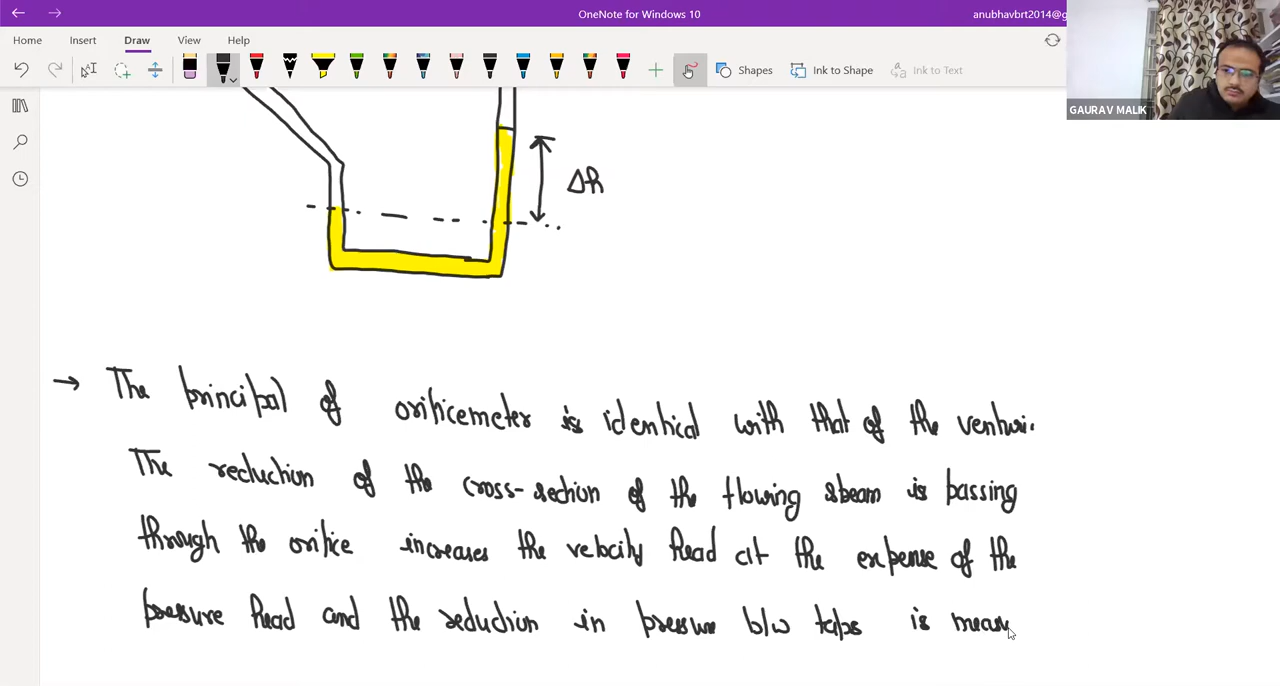 OneNote for Windows 10
anubhavbrt2014@g
Home Insert Draw View Help
Shapes Ink to Shape Ink to Text
GAURAV MALIK
Δh
→ The principal of orificemeter is identical with that of the venturi.
The reduction of the cross-section of the flowing steam is passing
through the orifice increases the velocity head at the expense of the
pressure head and the reduction in pressure b/w taps is meas